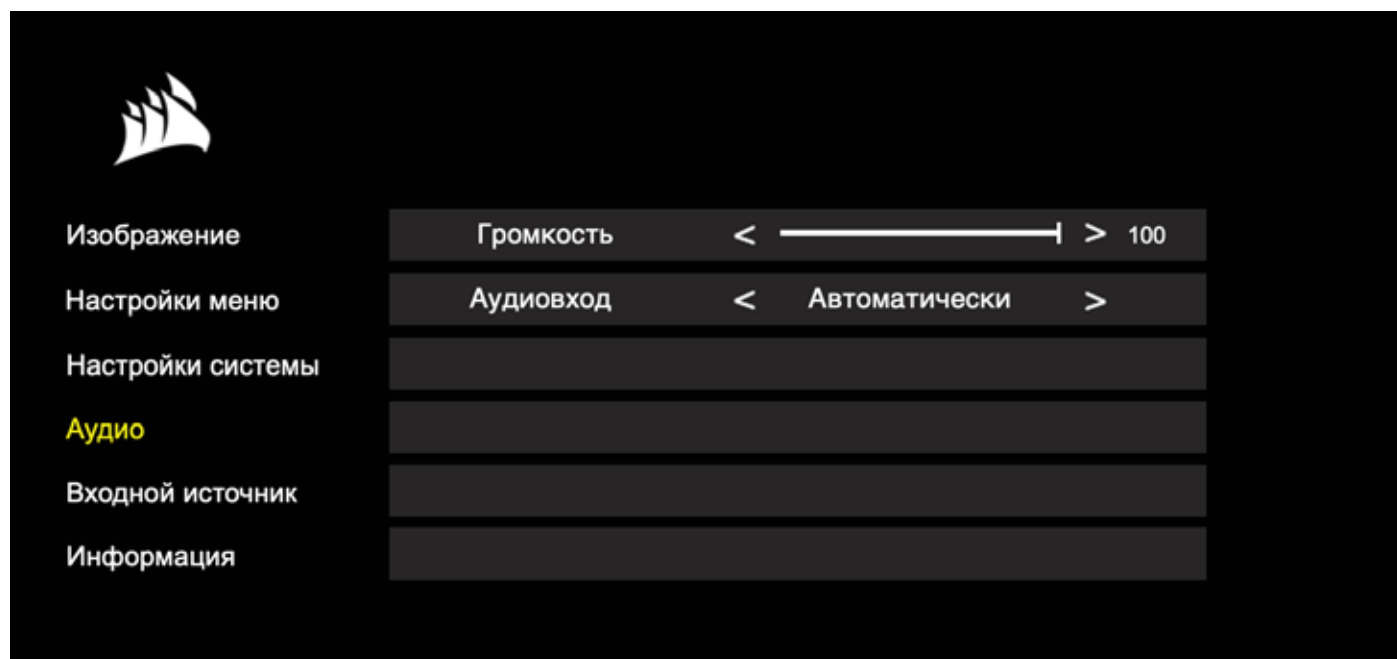 Изображение
Громкость < > 100
Настройки меню
Аудиовход < Автоматически >
Настройки системы
Аудио
Входной источник
Информация